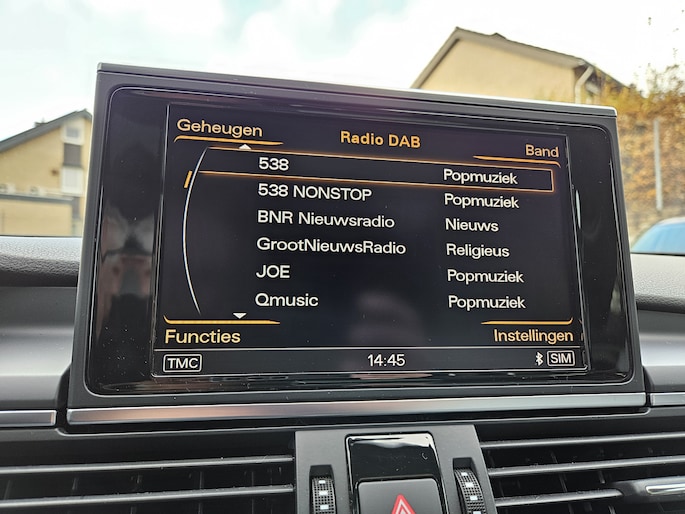 Geheugen Radio DAB Band
538 Popmuziek
538 NONSTOP Popmuziek
BNR Nieuwsradio Nieuws
GrootNieuwsRadio Religieus
JOE Popmuziek
Qmusic Popmuziek
Functies Instellingen
TMC 14:45 SIM